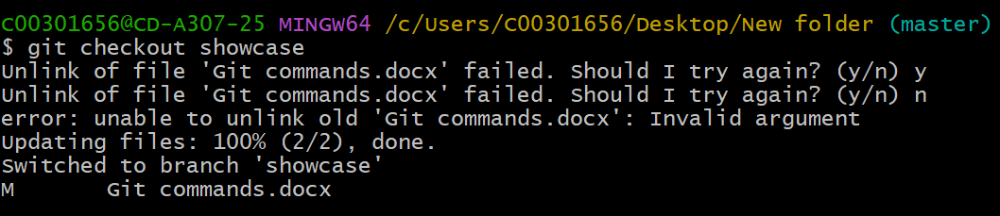 C00301656@CD-A307-25 MINGW64 /c/Users/C00301656/Desktop/New folder (master)
$ git checkout showcase
Unlink of file 'Git commands.docx' failed. Should I try again? (y/n) y
Unlink of file 'Git commands.docx' failed. Should I try again? (y/n) n
error: unable to unlink old 'Git commands.docx': Invalid argument
Updating files: 100% (2/2), done.
Switched to branch 'showcase'
M       Git commands.docx